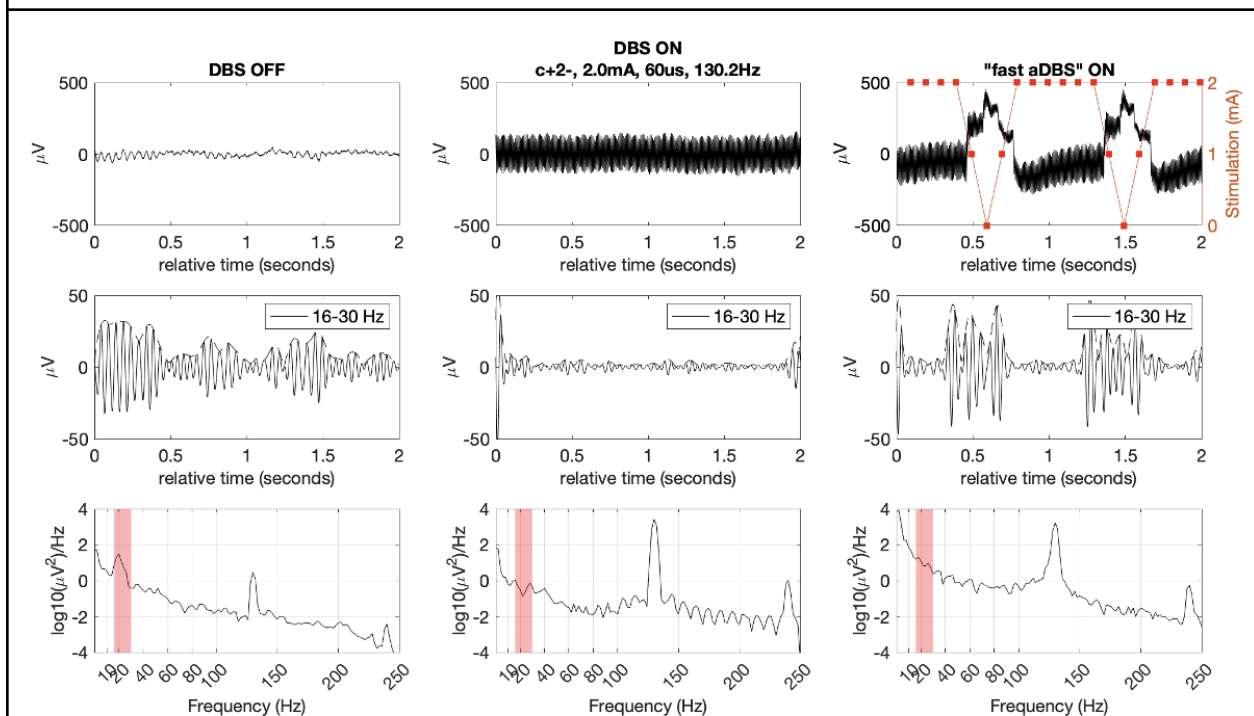 DBS OFF
500
0
-500
μV
0 0.5 1 1.5 2
relative time (seconds)
DBS ON
c+2-, 2.0mA, 60us, 130.2Hz
500
0
-500
μV
0 0.5 1 1.5 2
relative time (seconds)
"fast aDBS" ON
500
0
-500
μV
2
1
0
Stimulation (mA)
0 0.5 1 1.5 2
relative time (seconds)
50
0
-50
μV
16-30 Hz
0 0.5 1 1.5 2
relative time (seconds)
50
0
-50
μV
16-30 Hz
0 0.5 1 1.5 2
relative time (seconds)
50
0
-50
μV
16-30 Hz
0 0.5 1 1.5 2
relative time (seconds)
4
2
0
-2
-4
log10(μV²)/Hz
20 40 60 80 100 150 200 250
Frequency (Hz)
4
2
0
-2
-4
log10(μV²)/Hz
20 40 60 80 100 150 200 250
Frequency (Hz)
4
2
0
-2
-4
log10(μV²)/Hz
20 40 60 80 100 150 200 250
Frequency (Hz)